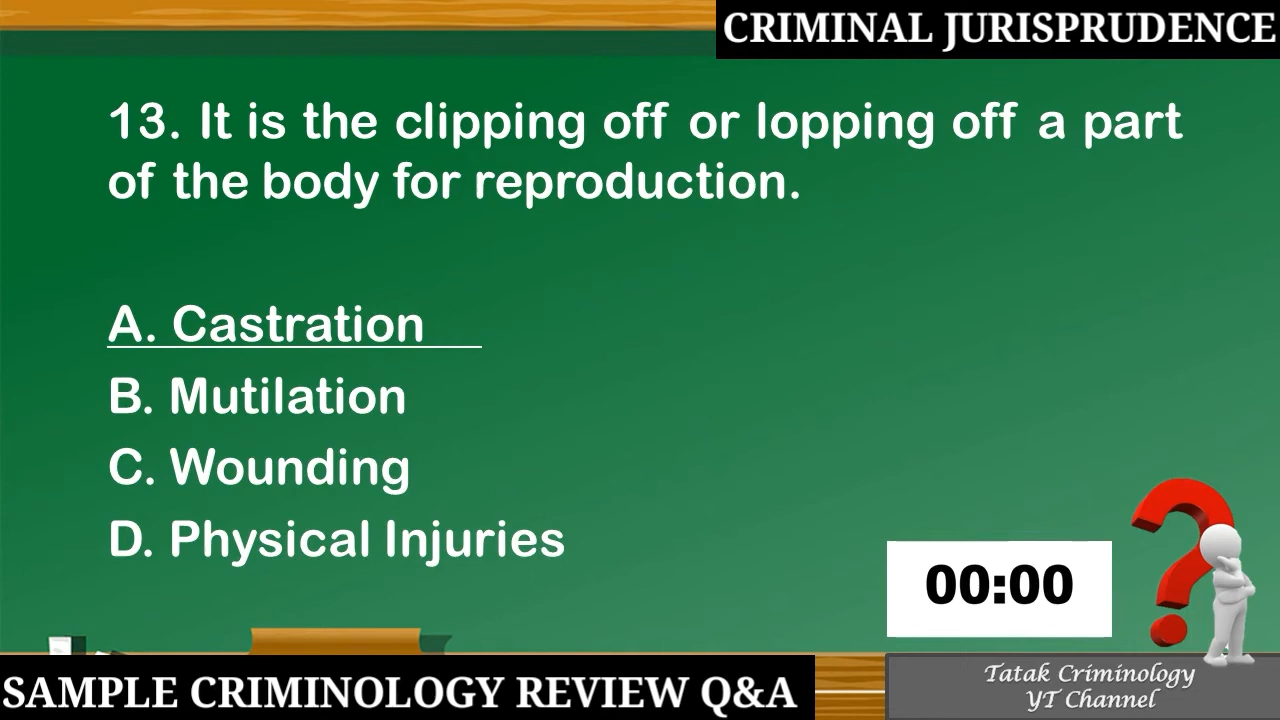 CRIMINAL JURISPRUDENCE
13. It is the clipping off or lopping off a part
of the body for reproduction.
A. Castration
B. Mutilation
C. Wounding
D. Physical Injuries
00:00
SAMPLE CRIMINOLOGY REVIEW Q&A
Tatak Criminology
YT Channel